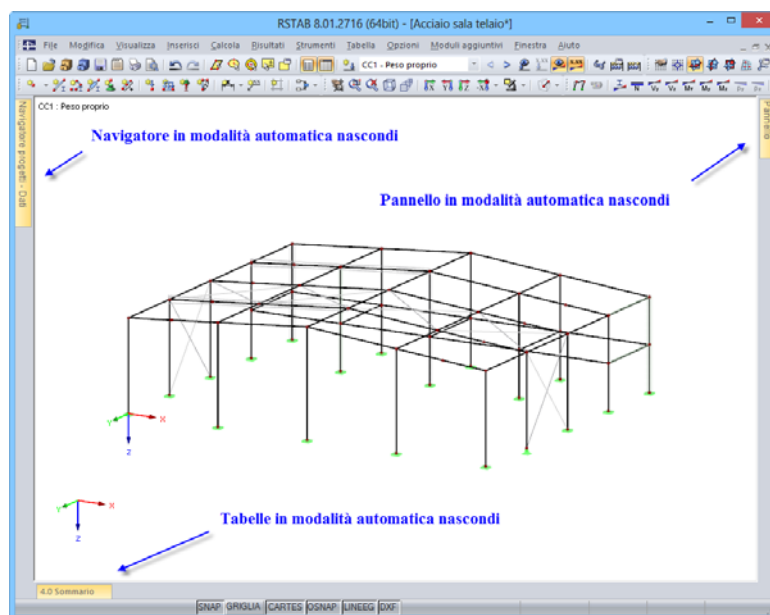 RSTAB 8.01.2716 (64bit) - [Acciaio sala telaio*]
File Modifica Visualizza Inserisci Calcola Risultati Strumenti Tabella Opzioni Moduli aggiuntivi Finestra Aiuto
CC1 - Peso proprio
CC1 : Peso proprio
Navigatore progetti - Dati
Pannello
Navigatore in modalità automatica nascondi
Pannello in modalità automatica nascondi
Y X
Z
Y X
Z
Tabelle in modalità automatica nascondi
4.0 Sommario
SNAP GRIGLIA CARTES OSNAP LINEEG DXF